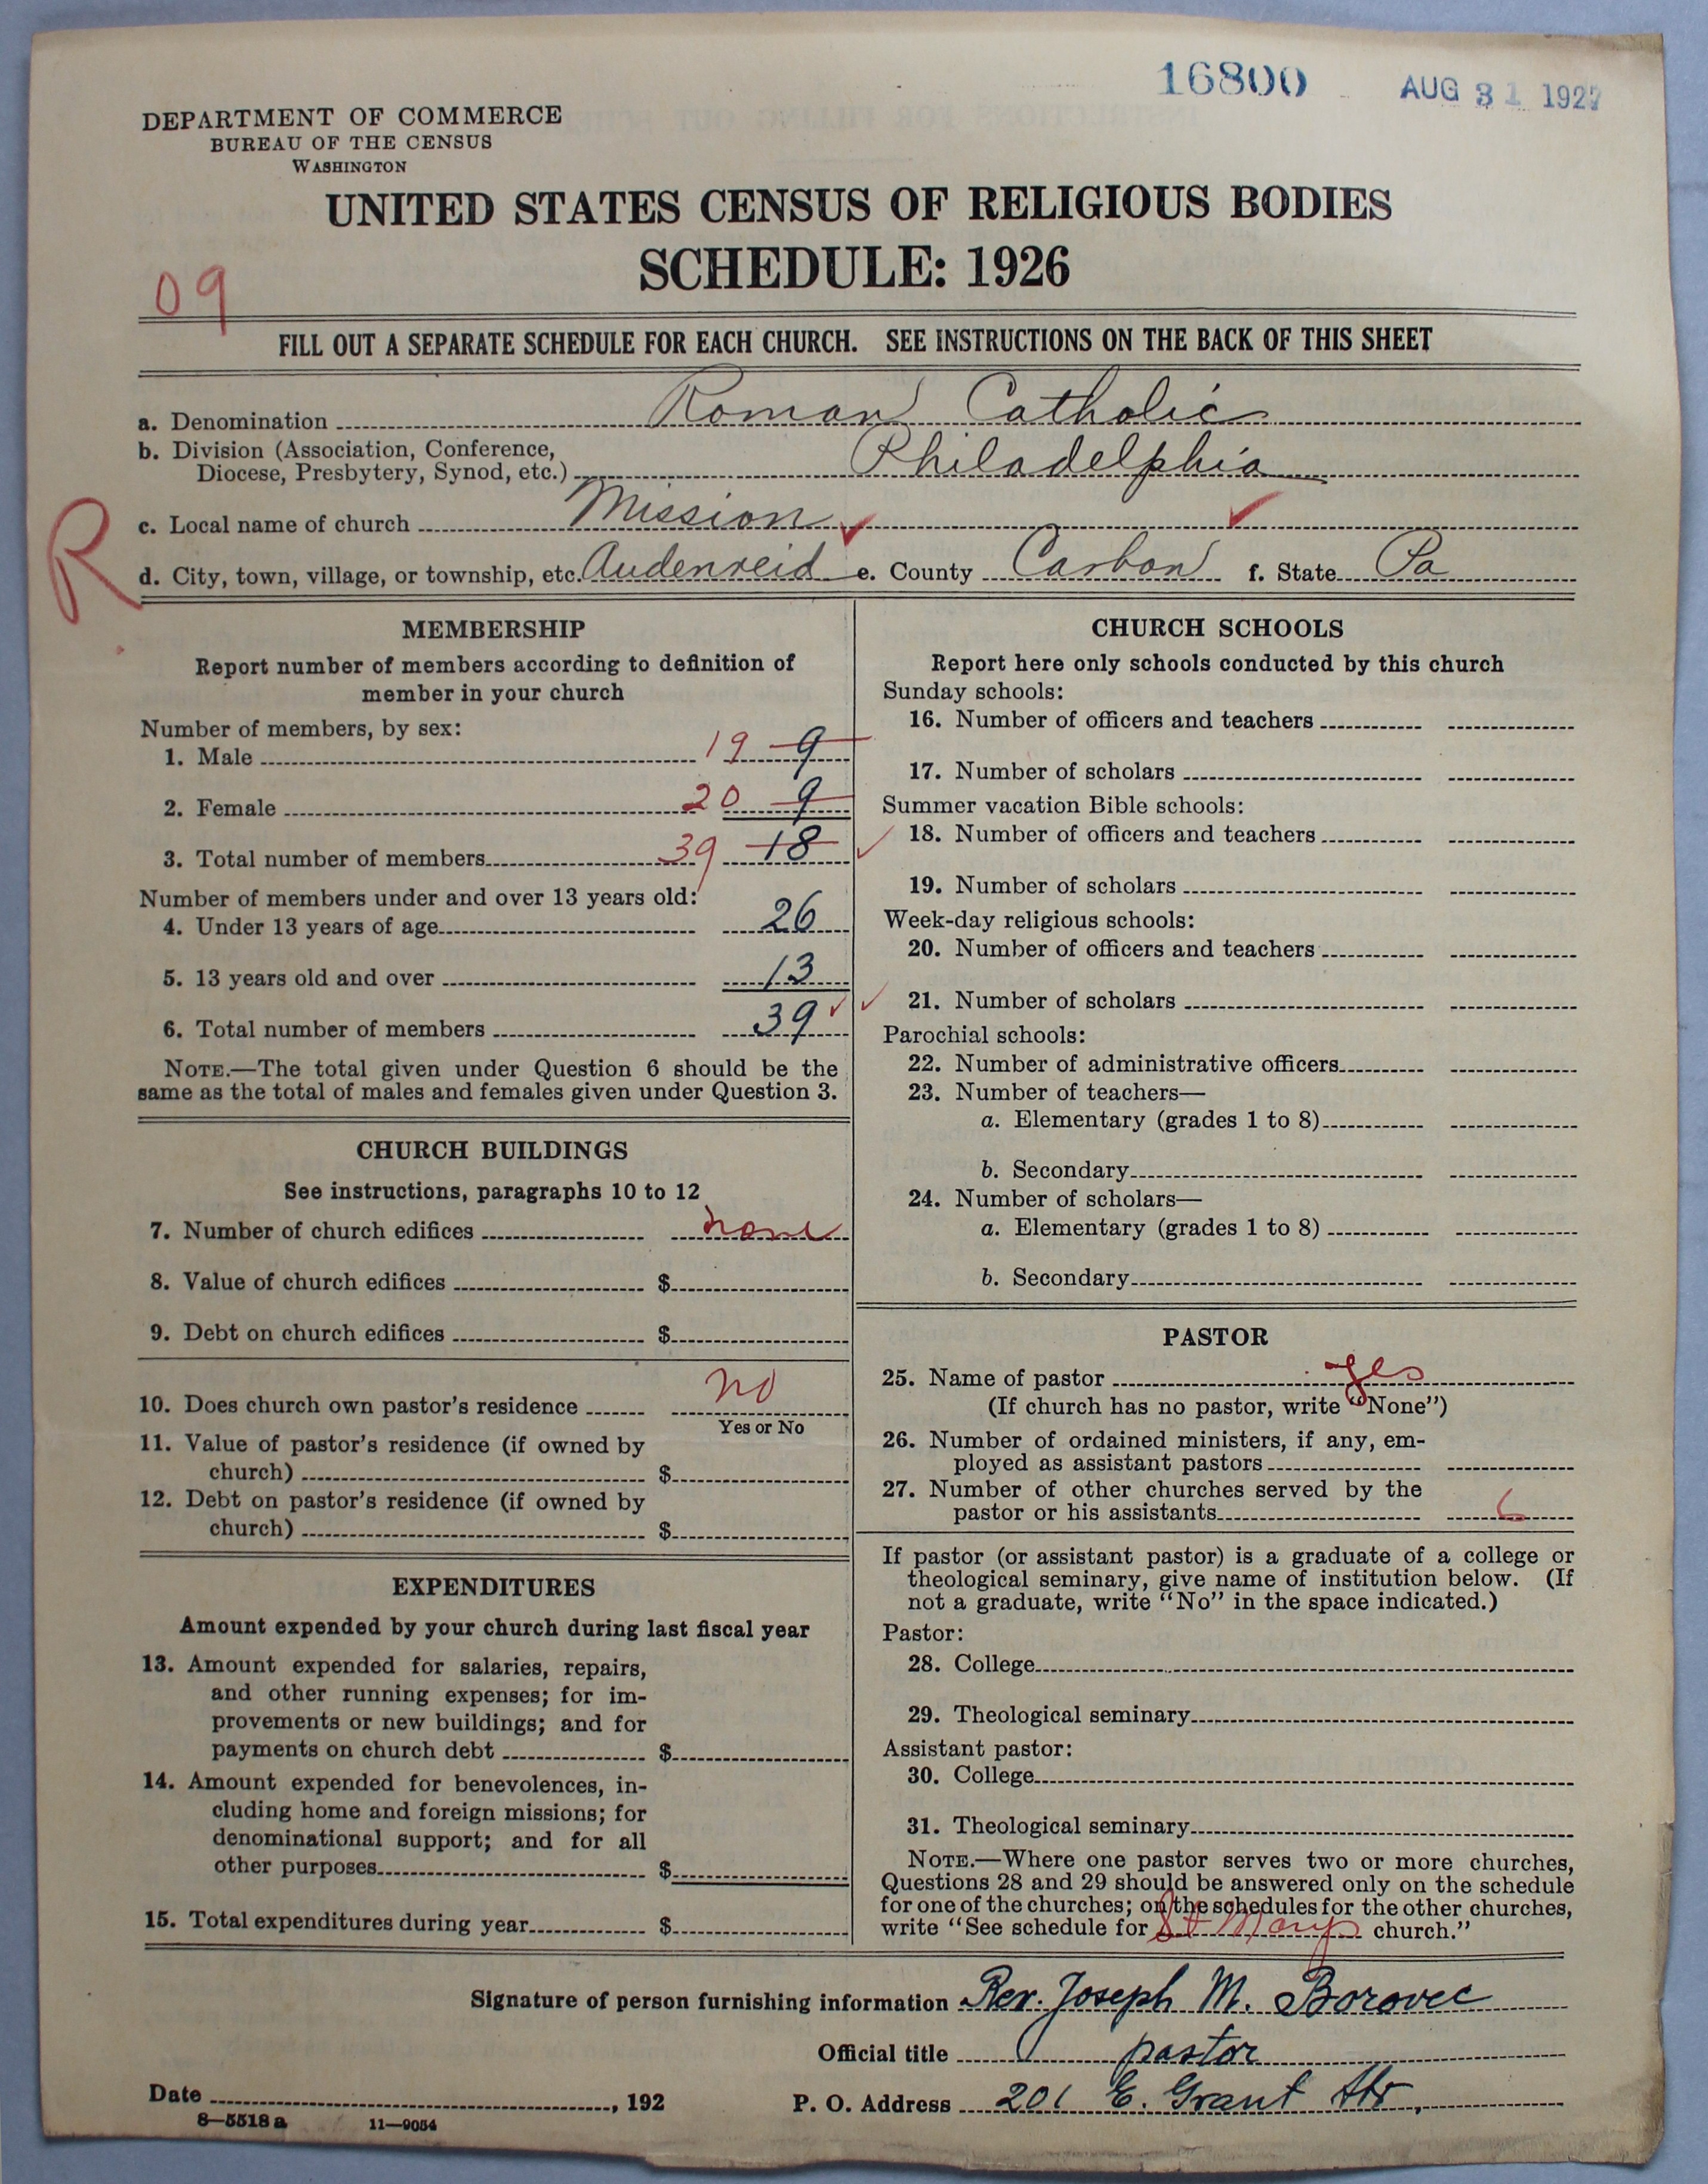 16800 AUG 31 1927
DEPARTMENT OF COMMERCE
BUREAU OF THE CENSUS
WASHINGTON
UNITED STATES CENSUS OF RELIGIOUS BODIES
SCHEDULE: 1926
09
FILL OUT A SEPARATE SCHEDULE FOR EACH CHURCH. SEE INSTRUCTIONS ON THE BACK OF THIS SHEET
a. Denomination Roman Catholic
b. Division (Association, Conference,
Diocese, Presbytery, Synod, etc.) Philadelphia
R
c. Local name of church Mission
d. City, town, village, or township, etc. Audenreid e. County Carbon f. State Pa
MEMBERSHIP
Report number of members according to definition of
member in your church
Number of members, by sex:
1. Male 19 9
2. Female 20 9
3. Total number of members 39 18
Number of members under and over 13 years old:
4. Under 13 years of age 26
5. 13 years old and over 13
6. Total number of members 39
NOTE.—The total given under Question 6 should be the
same as the total of males and females given under Question 3.
CHURCH BUILDINGS
See instructions, paragraphs 10 to 12
7. Number of church edifices none
8. Value of church edifices $
9. Debt on church edifices $
10. Does church own pastor's residence no
Yes or No
11. Value of pastor's residence (if owned by
church) $
12. Debt on pastor's residence (if owned by
church) $
EXPENDITURES
Amount expended by your church during last fiscal year
13. Amount expended for salaries, repairs,
and other running expenses; for im-
provements or new buildings; and for
payments on church debt $
14. Amount expended for benevolences, in-
cluding home and foreign missions; for
denominational support; and for all
other purposes $
15. Total expenditures during year $
CHURCH SCHOOLS
Report here only schools conducted by this church
Sunday schools:
16. Number of officers and teachers
17. Number of scholars
Summer vacation Bible schools:
18. Number of officers and teachers
19. Number of scholars
Week-day religious schools:
20. Number of officers and teachers
21. Number of scholars
Parochial schools:
22. Number of administrative officers
23. Number of teachers—
a. Elementary (grades 1 to 8)
b. Secondary
24. Number of scholars—
a. Elementary (grades 1 to 8)
b. Secondary
PASTOR
25. Name of pastor yes
(If church has no pastor, write "None")
26. Number of ordained ministers, if any, em-
ployed as assistant pastors
27. Number of other churches served by the
pastor or his assistants 6
If pastor (or assistant pastor) is a graduate of a college or
theological seminary, give name of institution below. (If
not a graduate, write "No" in the space indicated.)
Pastor:
28. College
29. Theological seminary
Assistant pastor:
30. College
31. Theological seminary
NOTE.—Where one pastor serves two or more churches,
Questions 28 and 29 should be answered only on the schedule
for one of the churches; on the schedules for the other churches,
write "See schedule for St Marys church."
Signature of person furnishing information Rev. Joseph M. Borovec
Official title pastor
Date , 192 P. O. Address 201 E. Grant Str,
8—5518 a 11—9054